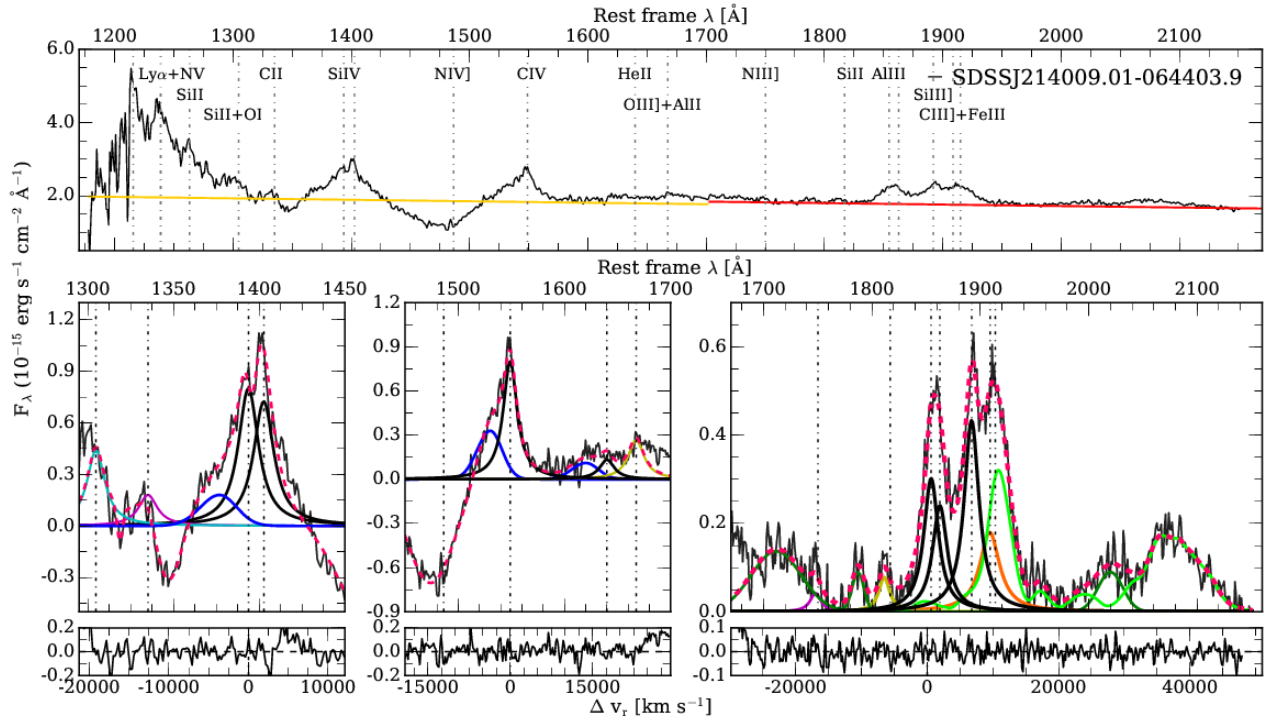 Rest frame λ [Å]
1200 1300 1400 1500 1600 1700 1800 1900 2000 2100
6.0
4.0
2.0
Lyα+NV
SiII
SiII+OI
CII
SiIV
NIV]
CIV
HeII
OIII]+AlII
NIII]
SiII
AlIII
SiIII]
CIII]+FeIII
SDSSJ214009.01-064403.9
F_λ (10⁻¹⁵ erg s⁻¹ cm⁻² Å⁻¹)
Rest frame λ [Å]
1300 1350 1400 1450
1.2
0.9
0.6
0.3
0.0
-0.3
0.2
0.0
-0.2
-20000 -10000 0 10000
1500 1600 1700
1.2
0.9
0.6
0.3
0.0
-0.3
-0.6
-0.9
0.2
0.0
-0.2
-15000 0 15000
1700 1800 1900 2000 2100
0.6
0.4
0.2
0.0
0.1
0.0
-0.1
-20000 0 20000 40000
Δ v_r [km s⁻¹]